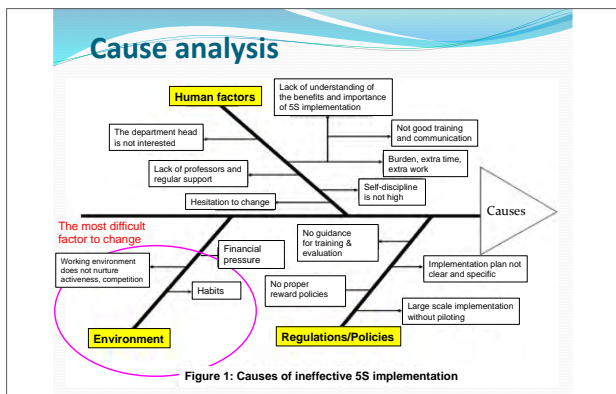 Cause analysis
Human factors
Lack of understanding of
the benefits and importance
of 5S implementation
The department head
is not interested
Not good training
and communication
Lack of professors and
regular support
Burden, extra time,
extra work
Self-discipline
is not high
Hesitation to change
Causes
The most difficult
factor to change
Financial
pressure
No guidance
for training &
evaluation
Working environment
does not nurture
activeness, competition
Implementation plan not
clear and specific
Habits
No proper
reward policies
Large scale implementation
without piloting
Environment
Regulations/Policies
Figure 1: Causes of ineffective 5S implementation